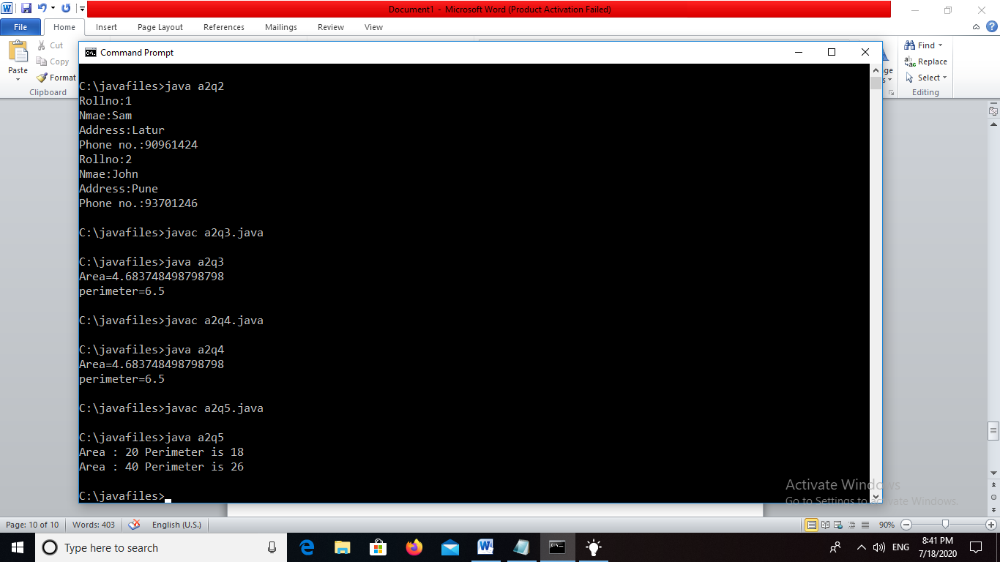 Document1 - Microsoft Word (Product Activation Failed)
File Home Insert Page Layout References Mailings Review View
Paste
Cut
Copy
Format
Clipboard
Find
Replace
Select
Editing
Command Prompt
C:\javafiles>java a2q2
Rollno:1
Nmae:Sam
Address:Latur
Phone no.:90961424
Rollno:2
Nmae:John
Address:Pune
Phone no.:93701246
C:\javafiles>javac a2q3.java
C:\javafiles>java a2q3
Area=4.683748498798798
perimeter=6.5
C:\javafiles>javac a2q4.java
C:\javafiles>java a2q4
Area=4.683748498798798
perimeter=6.5
C:\javafiles>javac a2q5.java
C:\javafiles>java a2q5
Area : 20 Perimeter is 18
Area : 40 Perimeter is 26
C:\javafiles>
Activate Windows
Go to Settings to activate Windows.
Page: 10 of 10 Words: 403 English (U.S.) 90%
Type here to search
ENG
8:41 PM
7/18/2020